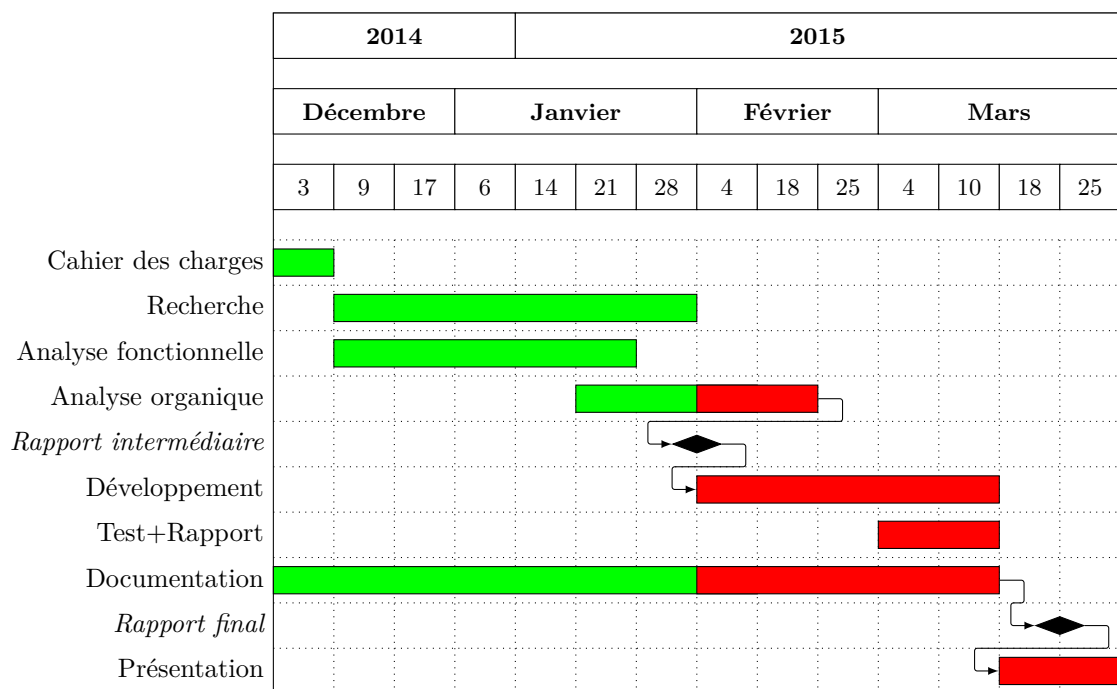 2014 2015
Décembre Janvier Février Mars
3 9 17 6 14 21 28 4 18 25 4 10 18 25
Cahier des charges
Recherche
Analyse fonctionnelle
Analyse organique
Rapport intermédiaire
Développement
Test+Rapport
Documentation
Rapport final
Présentation